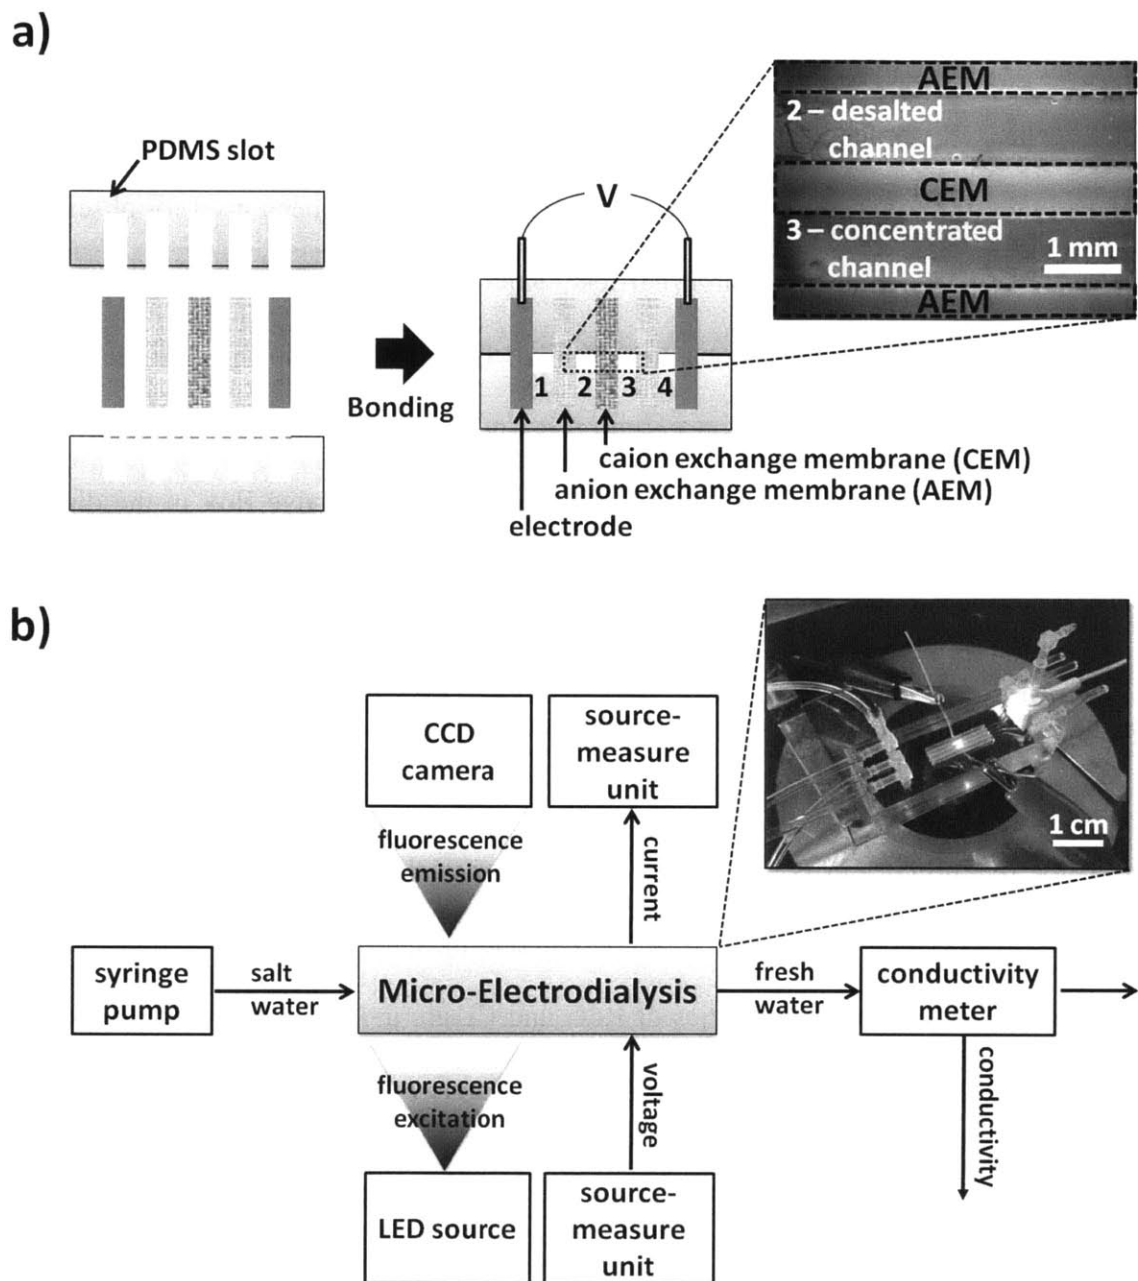 a)
PDMS slot
Bonding
V
1
2
3
4
caion exchange membrane (CEM)
anion exchange membrane (AEM)
electrode
AEM
2 – desalted
channel
CEM
3 – concentrated
channel
1 mm
AEM
b)
CCD
camera
source-
measure
unit
fluorescence
emission
current
1 cm
syringe
pump
salt
water
Micro-Electrodialysis
fresh
water
conductivity
meter
fluorescence
excitation
voltage
conductivity
LED source
source-
measure
unit